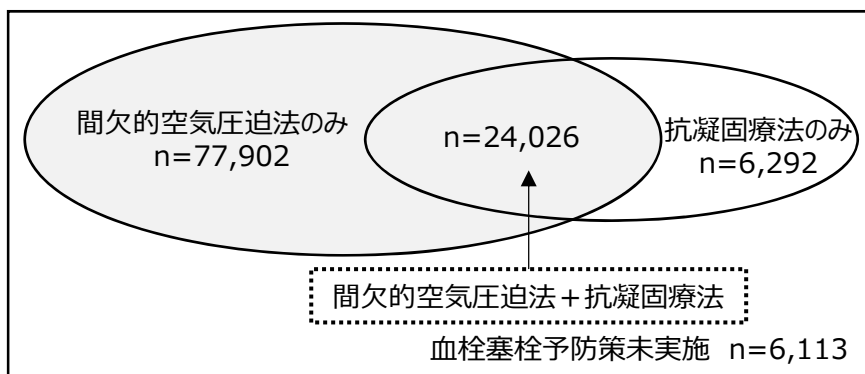 間欠的空気圧迫法のみ
n=77,902
n=24,026
抗凝固療法のみ
n=6,292
間欠的空気圧迫法＋抗凝固療法
血栓塞栓予防策未実施 n=6,113